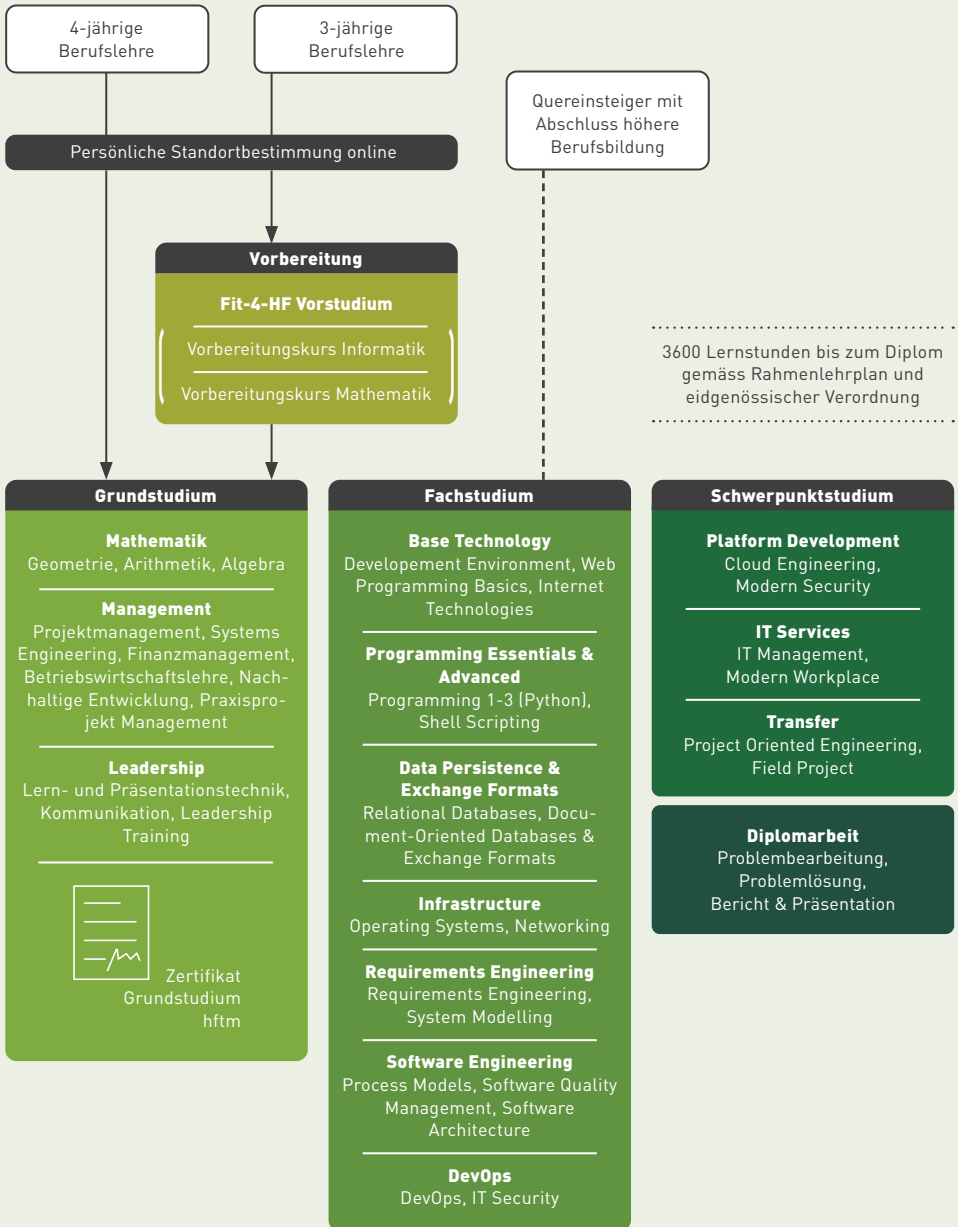 4-jährige
Berufslehre
3-jährige
Berufslehre
Quereinsteiger mit
Abschluss höhere
Berufsbildung
Persönliche Standortbestimmung online
Vorbereitung
Fit-4-HF Vorstudium
Vorbereitungskurs Informatik
Vorbereitungskurs Mathematik
3600 Lernstunden bis zum Diplom
gemäss Rahmenlehrplan und
eidgenössischer Verordnung
Grundstudium
Mathematik
Geometrie, Arithmetik, Algebra
Management
Projektmanagement, Systems
Engineering, Finanzmanagement,
Betriebswirtschaftslehre, Nach-
haltige Entwicklung, Praxispro-
jekt Management
Leadership
Lern- und Präsentationstechnik,
Kommunikation, Leadership
Training
Zertifikat
Grundstudium
hftm
Fachstudium
Base Technology
Developement Environment, Web
Programming Basics, Internet
Technologies
Programming Essentials &
Advanced
Programming 1-3 (Python),
Shell Scripting
Data Persistence &
Exchange Formats
Relational Databases, Docu-
ment-Oriented Databases &
Exchange Formats
Infrastructure
Operating Systems, Networking
Requirements Engineering
Requirements Engineering,
System Modelling
Software Engineering
Process Models, Software Quality
Management, Software
Architecture
DevOps
DevOps, IT Security
Schwerpunktstudium
Platform Development
Cloud Engineering,
Modern Security
IT Services
IT Management,
Modern Workplace
Transfer
Project Oriented Engineering,
Field Project
Diplomarbeit
Problembearbeitung,
Problemlösung,
Bericht & Präsentation